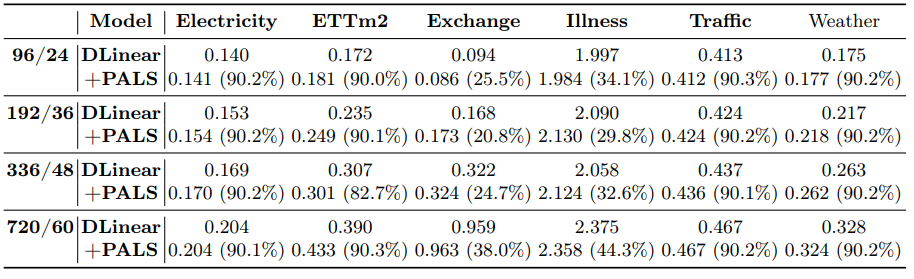 Model Electricity ETTm2 Exchange Illness Traffic Weather
96/24 DLinear 0.140 0.172 0.094 1.997 0.413 0.175
+PALS 0.141 (90.2%) 0.181 (90.0%) 0.086 (25.5%) 1.984 (34.1%) 0.412 (90.3%) 0.177 (90.2%)
192/36 DLinear 0.153 0.235 0.168 2.090 0.424 0.217
+PALS 0.154 (90.2%) 0.249 (90.1%) 0.173 (20.8%) 2.130 (29.8%) 0.424 (90.2%) 0.218 (90.2%)
336/48 DLinear 0.169 0.307 0.322 2.058 0.437 0.263
+PALS 0.170 (90.2%) 0.301 (82.7%) 0.324 (24.7%) 2.124 (32.6%) 0.436 (90.1%) 0.262 (90.2%)
720/60 DLinear 0.204 0.390 0.959 2.375 0.467 0.328
+PALS 0.204 (90.1%) 0.433 (90.3%) 0.963 (38.0%) 2.358 (44.3%) 0.467 (90.2%) 0.324 (90.2%)